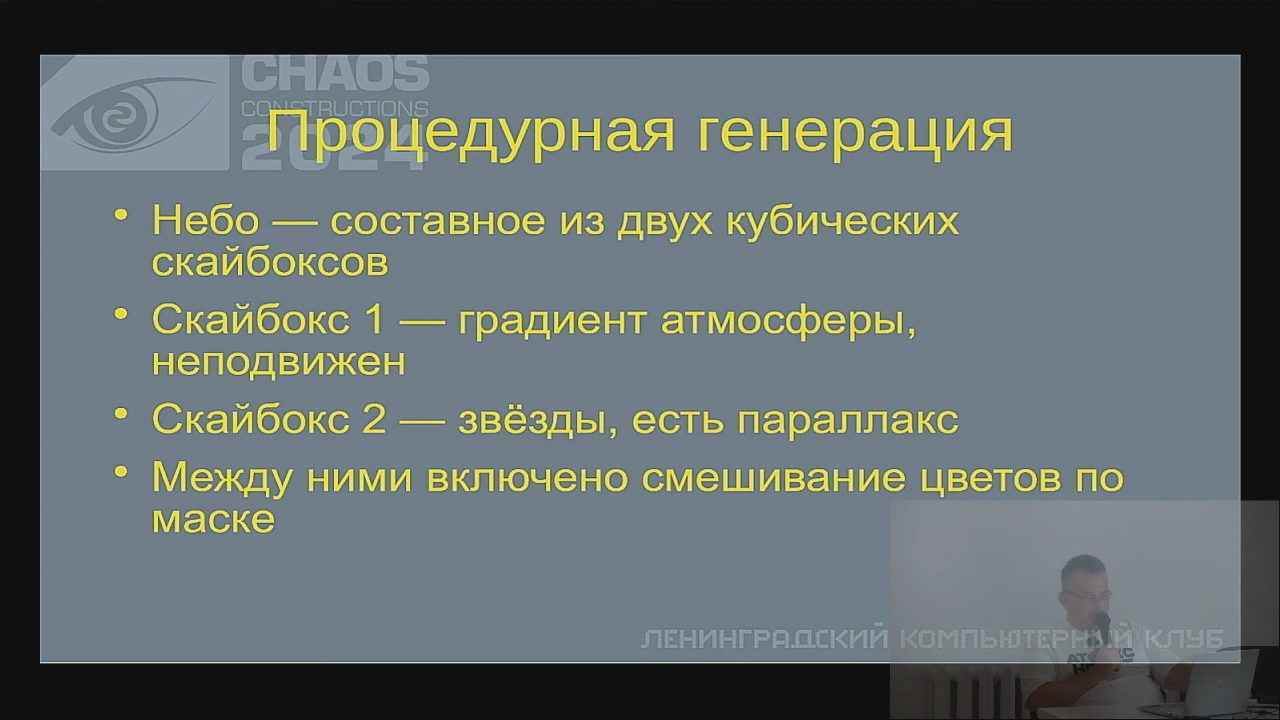 CHAOS
CONSTRUCTIONS
2024
Процедурная генерация
• Небо — составное из двух кубических
скайбоксов
• Скайбокс 1 — градиент атмосферы,
неподвижен
• Скайбокс 2 — звёзды, есть параллакс
• Между ними включено смешивание цветов по
маске
ЛЕНИНГРАДСКИЙ КОМПЬЮТЕРНЫЙ КЛУБ